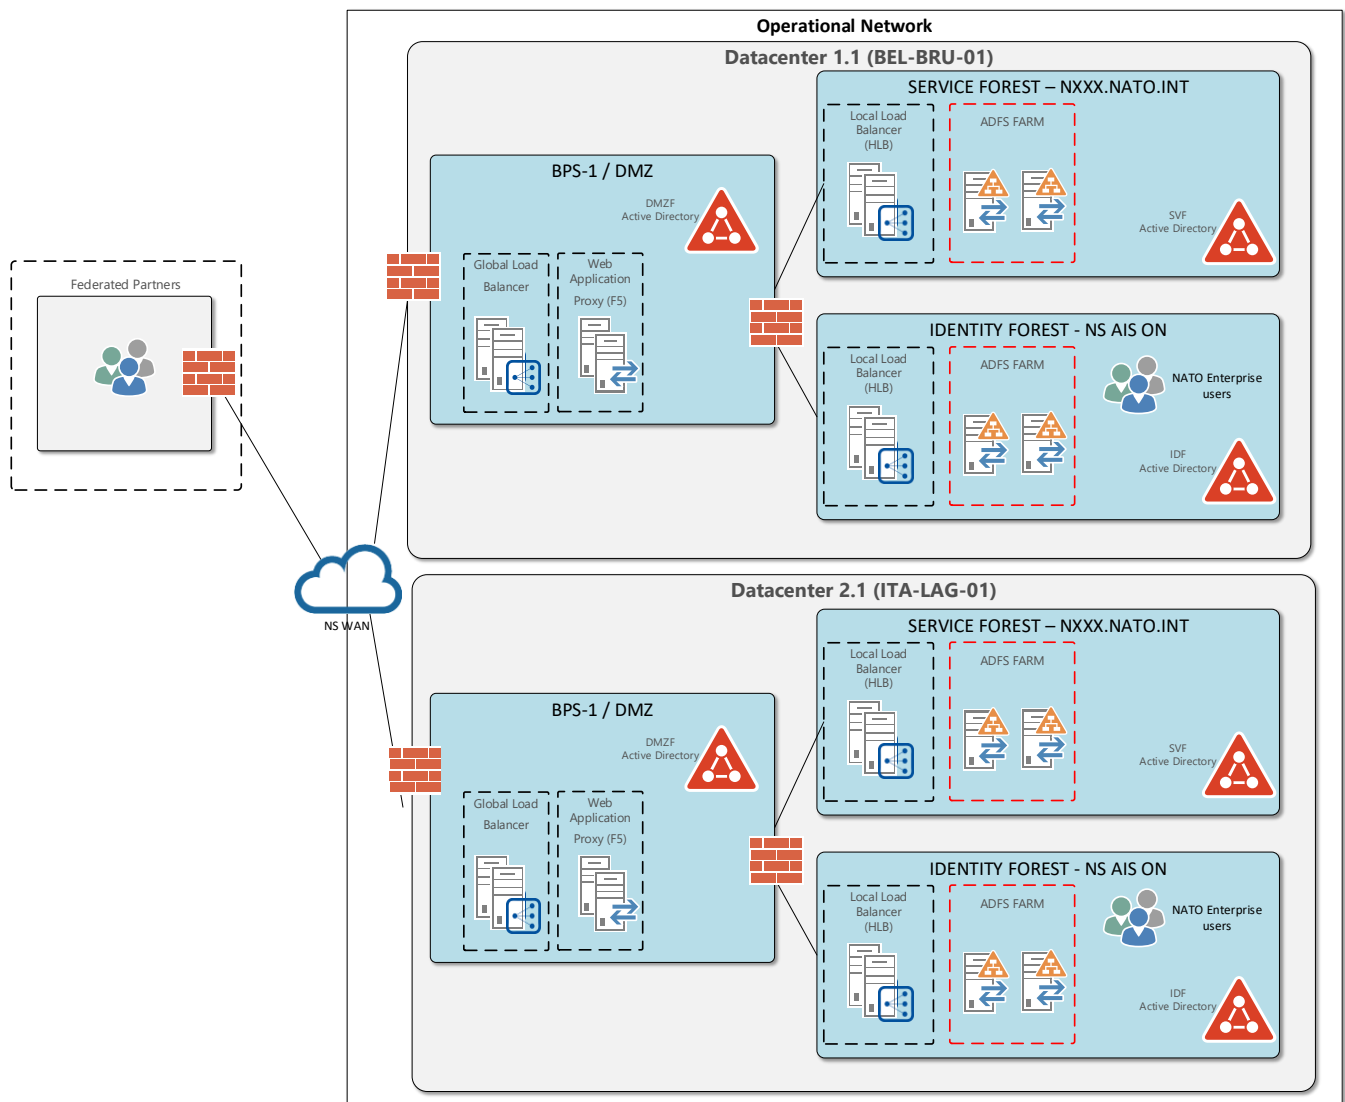 Operational Network
Datacenter 1.1 (BEL-BRU-01)
SERVICE FOREST – NXXX.NATO.INT
Local Load
Balancer
(HLB)
ADFS FARM
SVF
Active Directory
BPS-1 / DMZ
DMZF
Active Directory
Global Load
Balancer
Web
Application
Proxy (F5)
IDENTITY FOREST - NS AIS ON
Local Load
Balancer
(HLB)
ADFS FARM
NATO Enterprise
users
IDF
Active Directory
Federated Partners
NS WAN
Datacenter 2.1 (ITA-LAG-01)
SERVICE FOREST – NXXX.NATO.INT
Local Load
Balancer
(HLB)
ADFS FARM
SVF
Active Directory
BPS-1 / DMZ
DMZF
Active Directory
Global Load
Balancer
Web
Application
Proxy (F5)
IDENTITY FOREST - NS AIS ON
Local Load
Balancer
(HLB)
ADFS FARM
NATO Enterprise
users
IDF
Active Directory